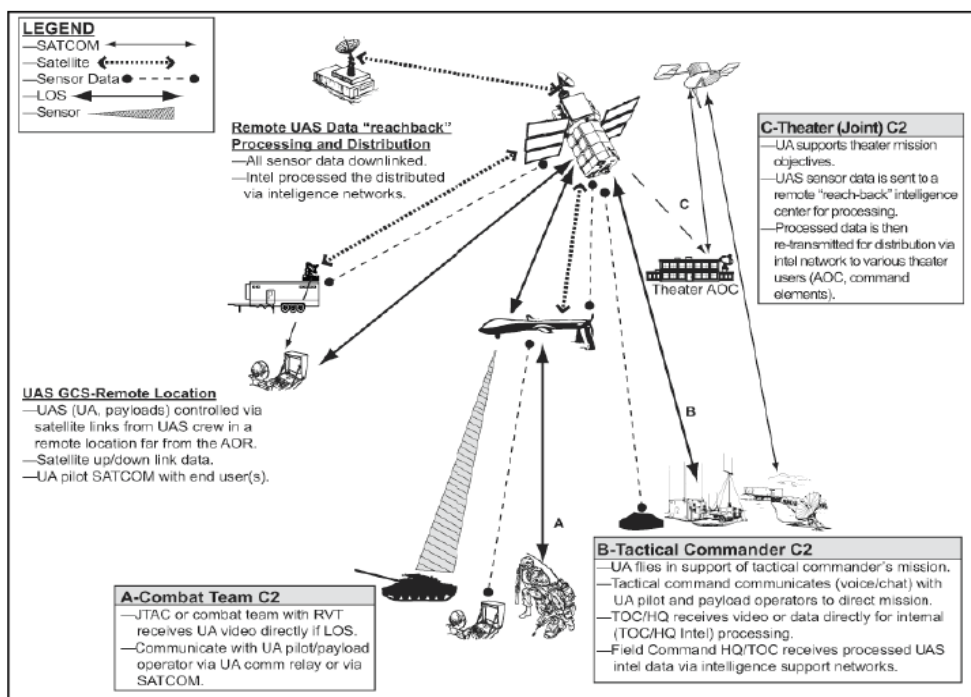 LEGEND
—SATCOM
—Satellite
—Sensor Data
—LOS
—Sensor
Remote UAS Data “reachback”
Processing and Distribution
—All sensor data downlinked.
—Intel processed the distributed
via inteligence networks.
C-Theater (Joint) C2
—UA supports theater mission
objectives.
—UAS sensor data is sent to a
remote “reach-back” intelligence
center for processing.
—Processed data is then
re-transmitted for distribution via
intel network to various theater
users (AOC, command
elements).
C
Theater AOC
UAS GCS-Remote Location
—UAS (UA, payloads) controlled via
satellite links from UAS crew in a
remote location far from the AOR.
—Satellite up/down link data.
—UA pilot SATCOM with end user(s).
B
A
A-Combat Team C2
—JTAC or combat team with RVT
receives UA video directly if LOS.
—Communicate with UA pilot/payload
operator via UA comm relay or via
SATCOM.
B-Tactical Commander C2
—UA flies in support of tactical commander's mission.
—Tactical command communicates (voice/chat) with
UA pilot and payload operators to direct mission.
—TOC/HQ receives video or data directly for internal
(TOC/HQ Intel) processing.
—Field Command HQ/TOC receives processed UAS
intel data via intelligence support networks.